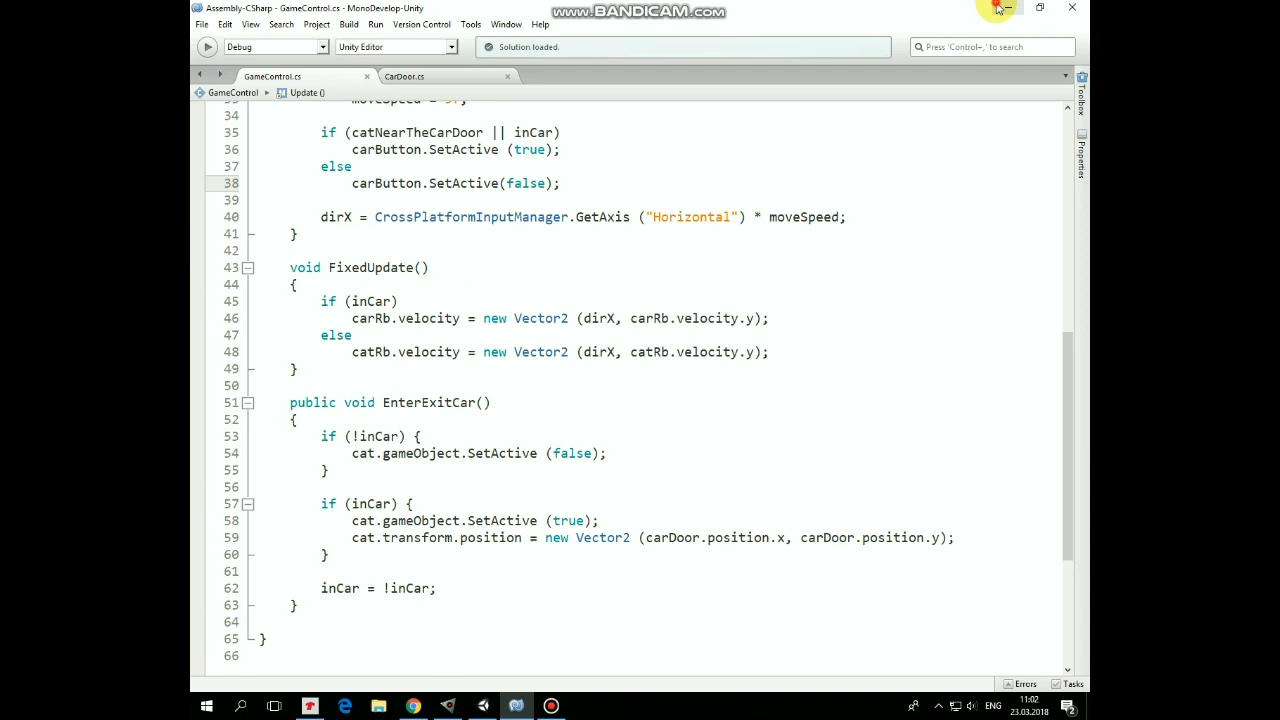 Assembly-CSharp - GameControl.cs - MonoDevelop-Unity
www.BANDICAM.com
File Edit View Search Project Build Run Version Control Tools Window Help
Debug
Unity Editor
Solution loaded.
Press 'Control+,' to search
GameControl.cs
CarDoor.cs
GameControl
Update ()
34
35 if (catNearTheCarDoor || inCar)
36 carButton.SetActive (true);
37 else
38 carButton.SetActive(false);
39
40 dirX = CrossPlatformInputManager.GetAxis ("Horizontal") * moveSpeed;
41 }
42
43 void FixedUpdate()
44 {
45 if (inCar)
46 carRb.velocity = new Vector2 (dirX, carRb.velocity.y);
47 else
48 catRb.velocity = new Vector2 (dirX, catRb.velocity.y);
49 }
50
51 public void EnterExitCar()
52 {
53 if (!inCar) {
54 cat.gameObject.SetActive (false);
55 }
56
57 if (inCar) {
58 cat.gameObject.SetActive (true);
59 cat.transform.position = new Vector2 (carDoor.position.x, carDoor.position.y);
60 }
61
62 inCar = !inCar;
63 }
64
65 }
66
Toolbox
Properties
Errors
Tasks
ENG
11:02
23.03.2018
2